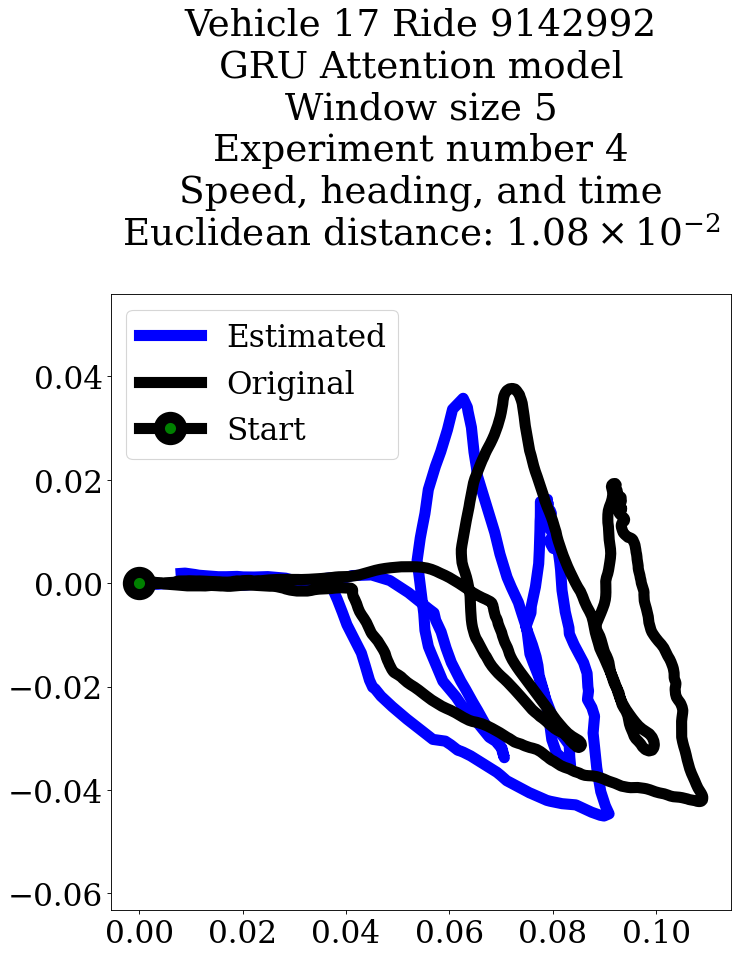 Vehicle 17 Ride 9142992
GRU Attention model
Window size 5
Experiment number 4
Speed, heading, and time
Euclidean distance: 1.08 × 10⁻²
Estimated
Original
Start
0.04
0.02
0.00
−0.02
−0.04
−0.06
0.00 0.02 0.04 0.06 0.08 0.10